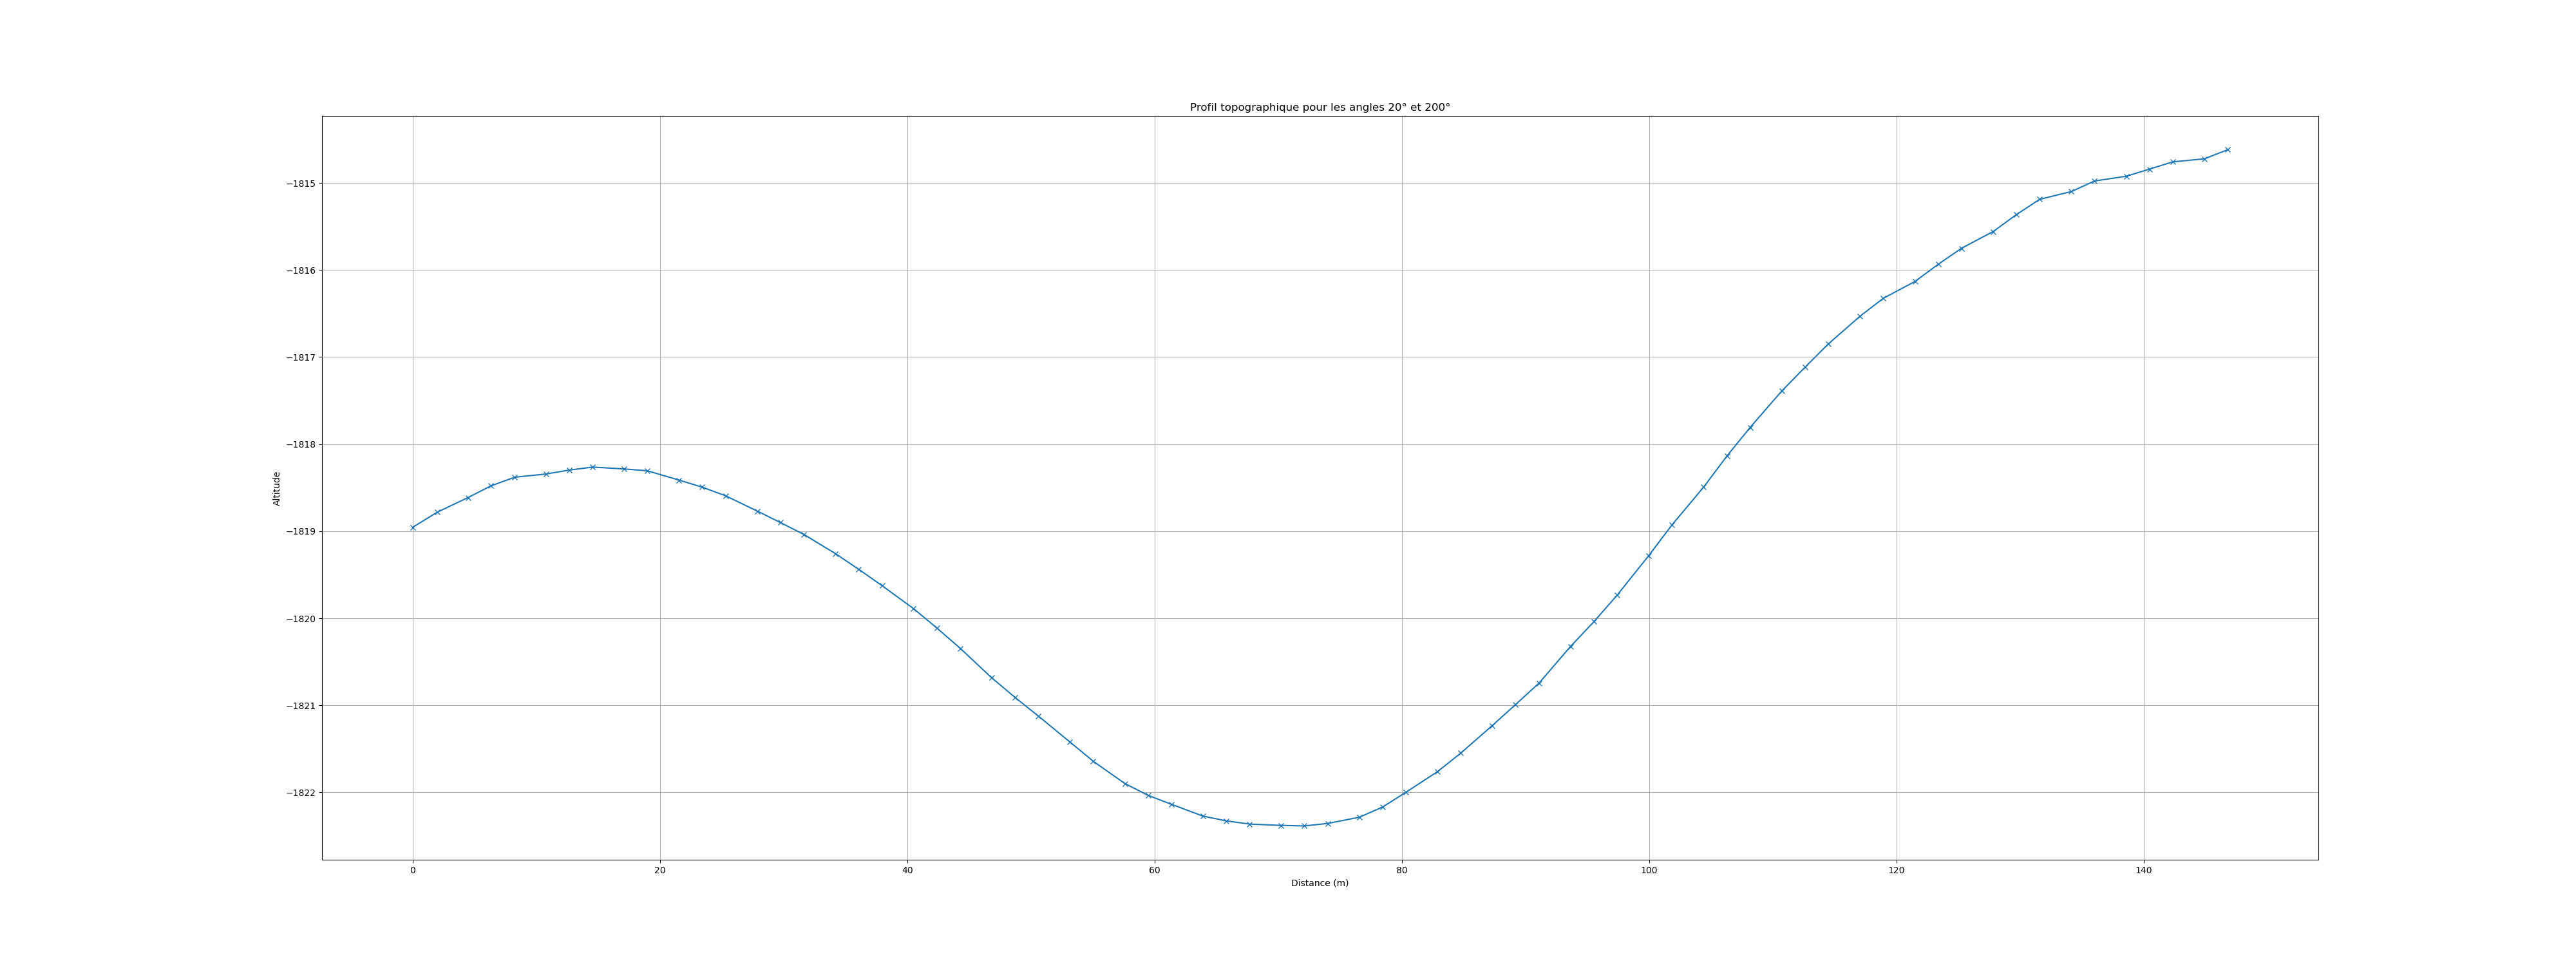 Profil topographique pour les angles 20° et 200°
−1815
−1816
−1817
−1818
−1819
−1820
−1821
−1822
Altitude
0 20 40 60 80 100 120 140
Distance (m)